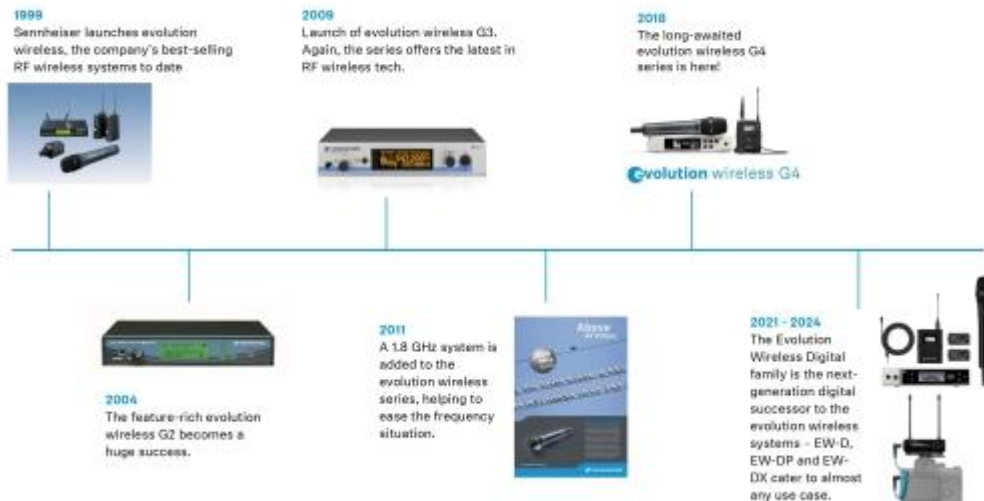 1999
Sennheiser launches evolution
wireless, the company's best-selling
RF wireless systems to date
2009
Launch of evolution wireless G3.
Again, the series offers the latest in
RF wireless tech.
2018
The long-awaited
evolution wireless G4
series is here!
evolution wireless G4
2004
The feature-rich evolution
wireless G2 becomes a
huge success.
2011
A 1.8 GHz system is
added to the
evolution wireless
series, helping to
ease the frequency
situation.
Above
2021 - 2024
The Evolution
Wireless Digital
family is the next-
generation digital
successor to the
evolution wireless
systems - EW-D,
EW-DP and EW-
DX cater to almost
any use case.